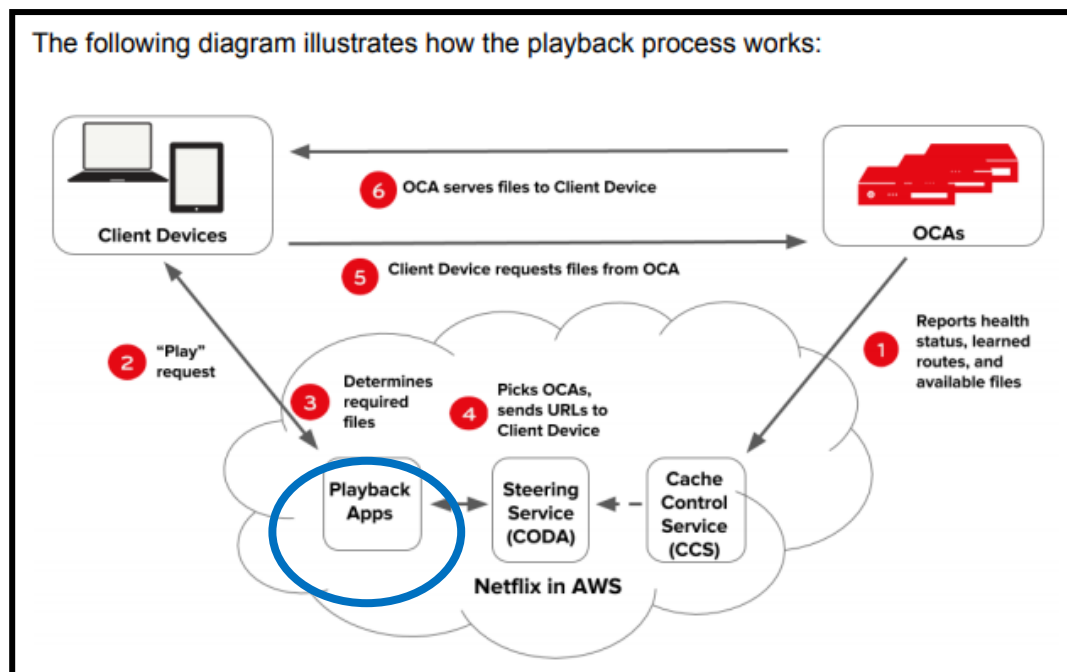 The following diagram illustrates how the playback process works:
Client Devices
OCAs
6
OCA serves files to Client Device
5
Client Device requests files from OCA
1
Reports health
status, learned
routes, and
available files
2
“Play”
request
3
Determines
required
files
4
Picks OCAs,
sends URLs to
Client Device
Playback
Apps
Steering
Service
(CODA)
Cache
Control
Service
(CCS)
Netflix in AWS